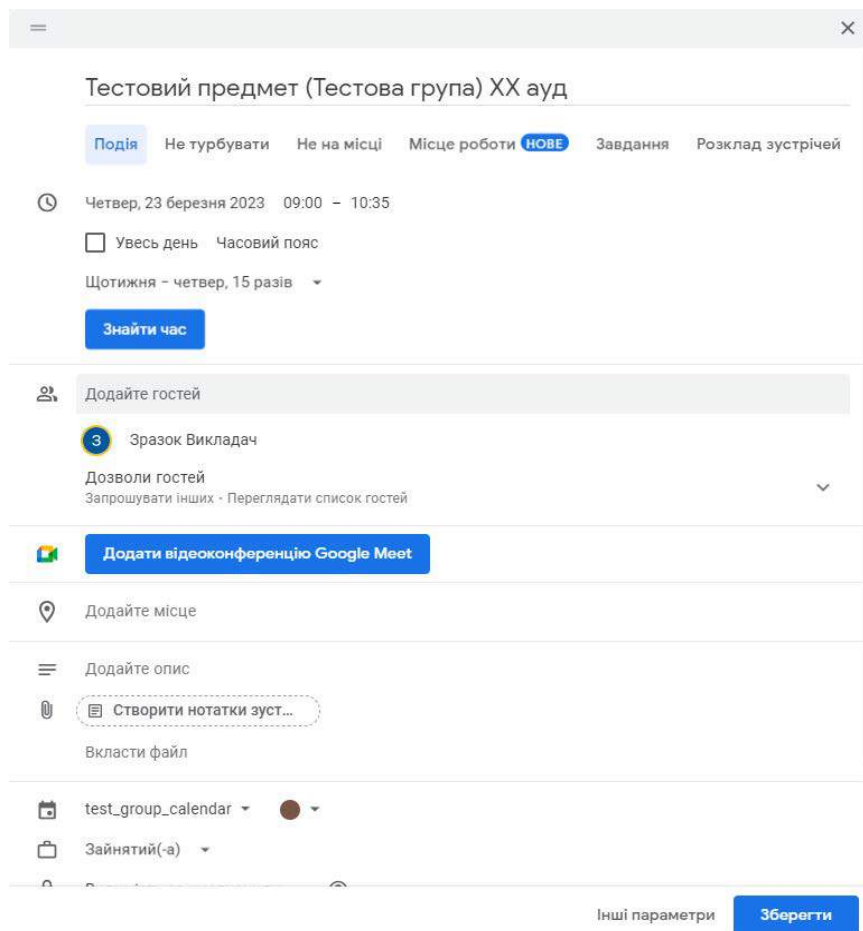 Тестовий предмет (Тестова група) ХХ ауд
Подія Не турбувати Не на місці Місце роботи НОВЕ Завдання Розклад зустрічей
Четвер, 23 березня 2023 09:00 – 10:35
Увесь день Часовий пояс
Щотижня – четвер, 15 разів
Знайти час
Додайте гостей
З Зразок Викладач
Дозволи гостей
Запрошувати інших · Переглядати список гостей
Додати відеоконференцію Google Meet
Додайте місце
Додайте опис
Створити нотатки зуст...
Вкласти файл
test_group_calendar
Зайнятий(-а)
Інші параметри Зберегти